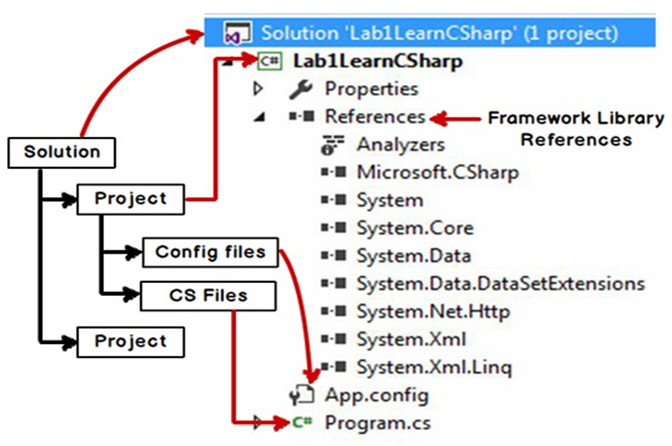 Solution 'Lab1LearnCSharp' (1 project)
C# Lab1LearnCSharp
Properties
References
Framework Library
References
Analyzers
Solution
Microsoft.CSharp
Project
System
System.Core
Config files
System.Data
CS Files
System.Data.DataSetExtensions
System.Net.Http
Project
System.Xml
System.Xml.Linq
App.config
C# Program.cs